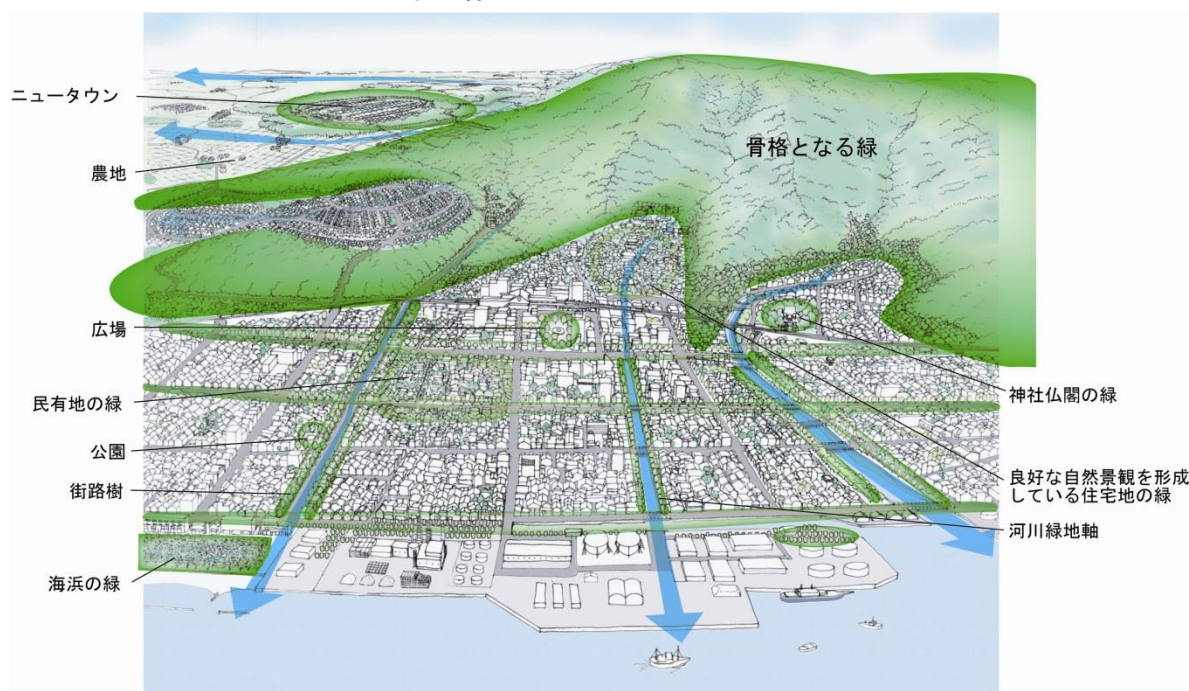 ニュータウン
骨格となる緑
農地
広場
民有地の緑
神社仏閣の緑
公園
街路樹
良好な自然景観を形成
している住宅地の緑
河川緑地軸
海浜の緑